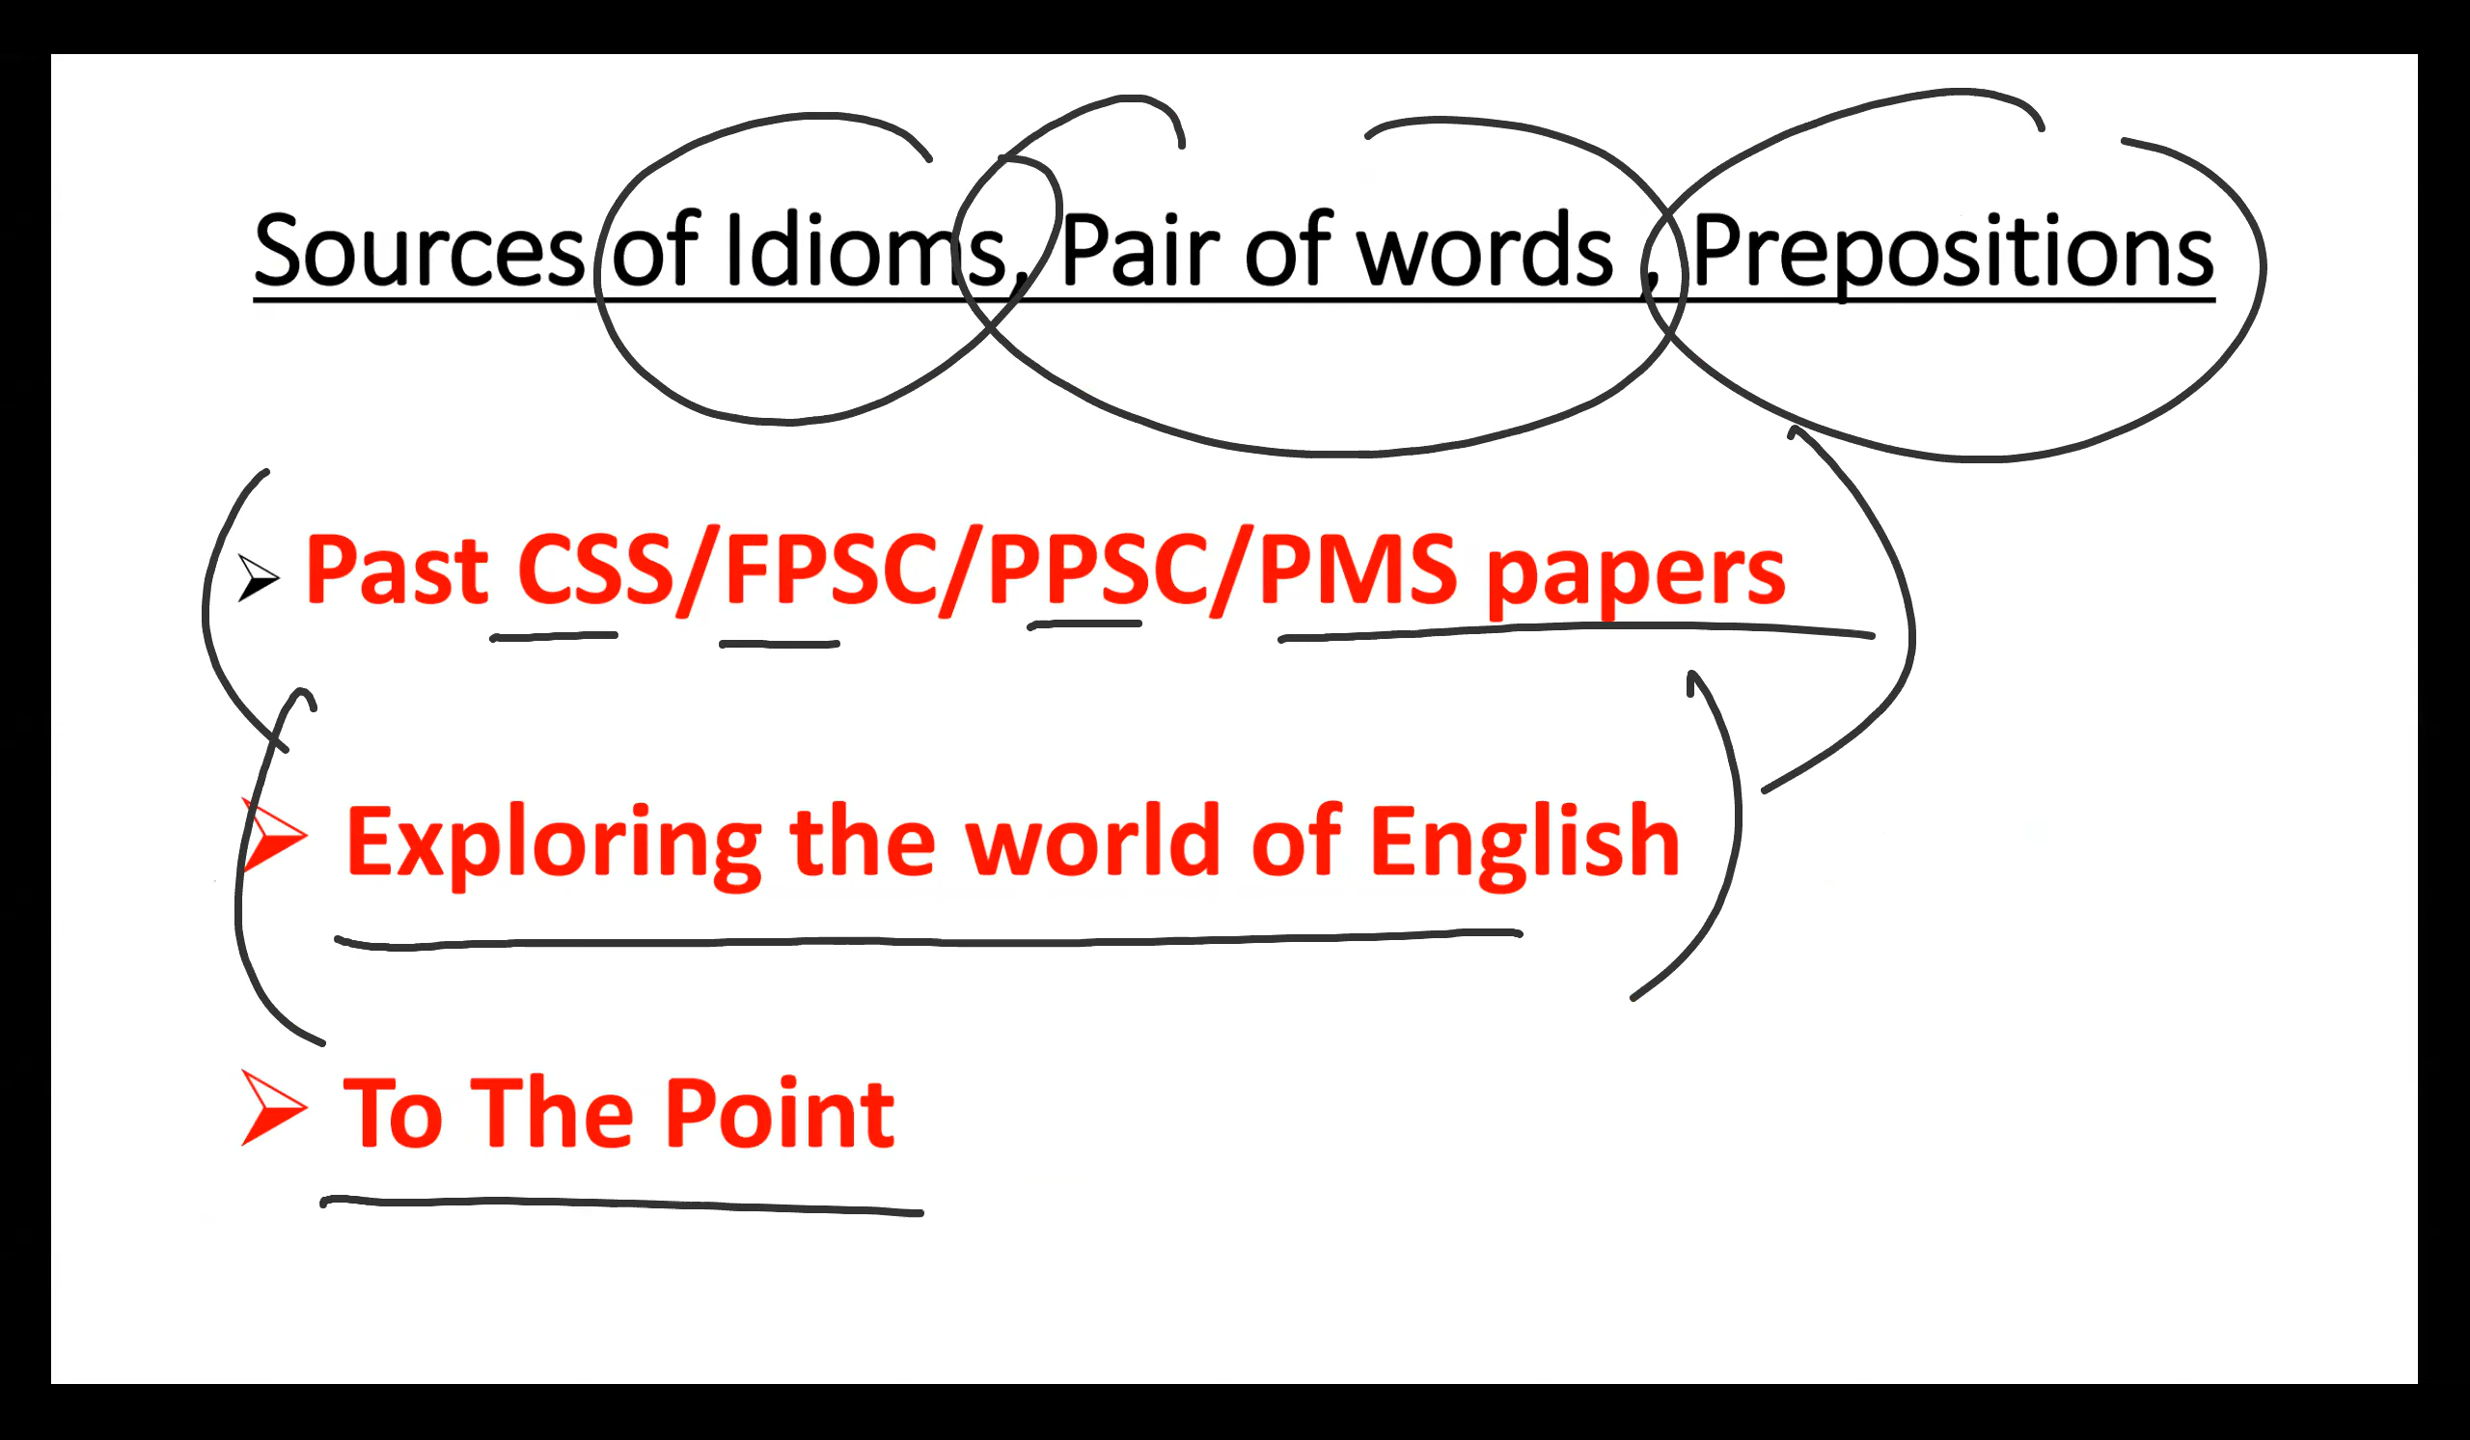 Sources of Idioms, Pair of words , Prepositions
Past CSS/FPSC/PPSC/PMS papers
Exploring the world of English
To The Point